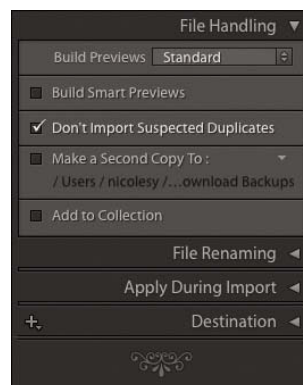 File Handling
Build Previews Standard
Build Smart Previews
Don't Import Suspected Duplicates
Make a Second Copy To :
/ Users / nicolesy /…ownload Backups
Add to Collection
File Renaming
Apply During Import
Destination